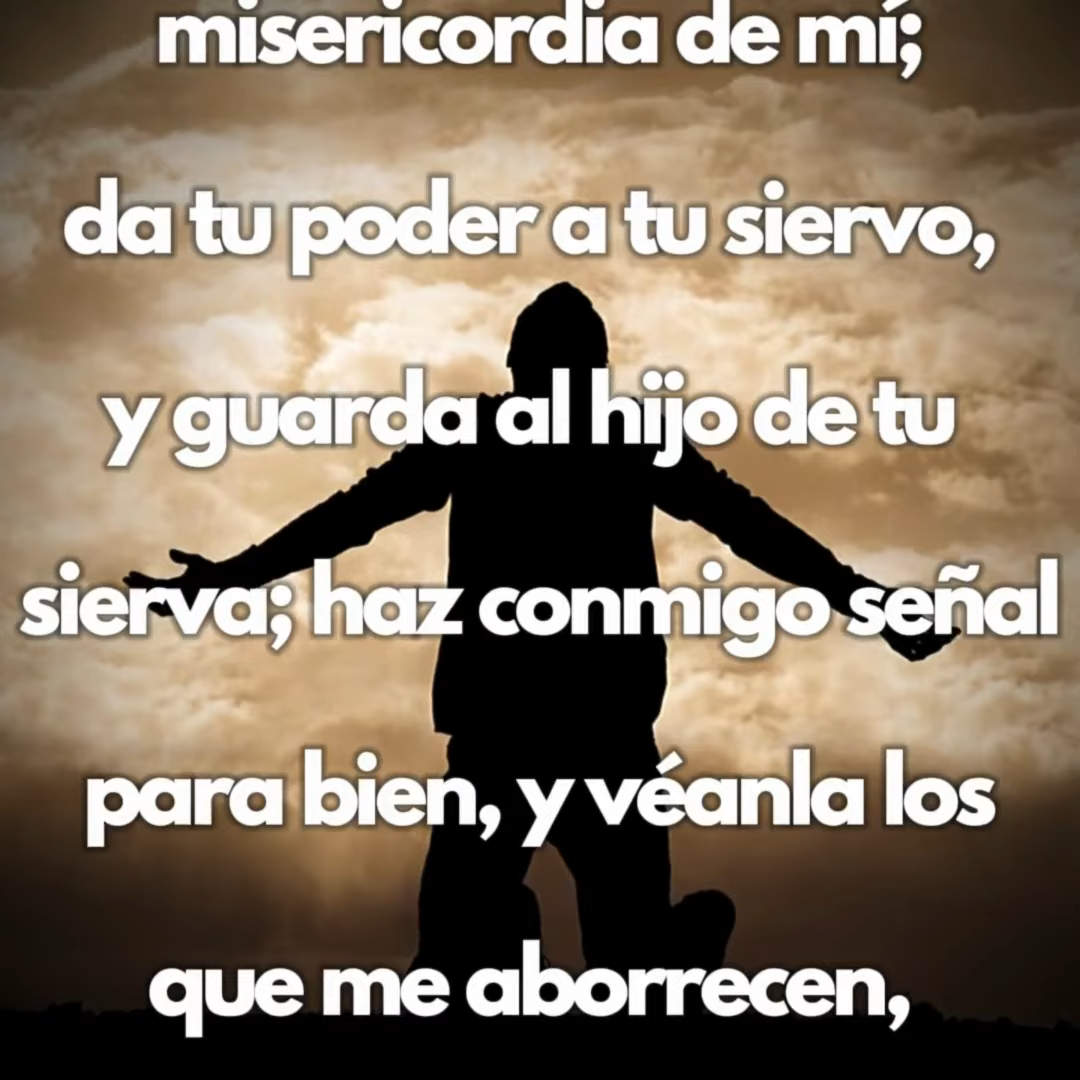 misericordia de mí;
da tu poder a tu siervo,
y guarda al hijo de tu
sierva; haz conmigo señal
para bien, y véanla los
que me aborrecen,